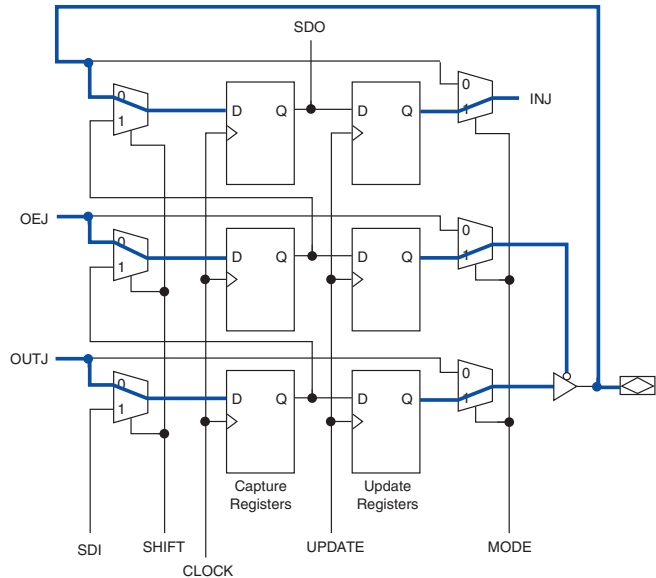 SDO
0
1
D Q
D Q
0
1
INJ
OEJ
0
1
D Q
D Q
0
1
OUTJ
0
1
D Q
D Q
0
1
Capture
Registers
Update
Registers
SDI
SHIFT
CLOCK
UPDATE
MODE